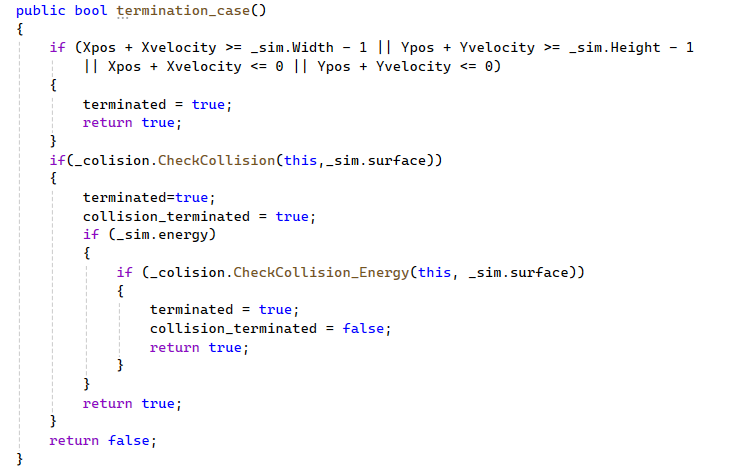 public bool termination_case()
{
if (Xpos + Xvelocity >= _sim.Width - 1 || Ypos + Yvelocity >= _sim.Height - 1
|| Xpos + Xvelocity <= 0 || Ypos + Yvelocity <= 0)
{
terminated = true;
return true;
}
if(_colision.CheckCollision(this,_sim.surface))
{
terminated=true;
collision_terminated = true;
if (_sim.energy)
{
if (_colision.CheckCollision_Energy(this, _sim.surface))
{
terminated = true;
collision_terminated = false;
return true;
}
}
return true;
}
return false;
}